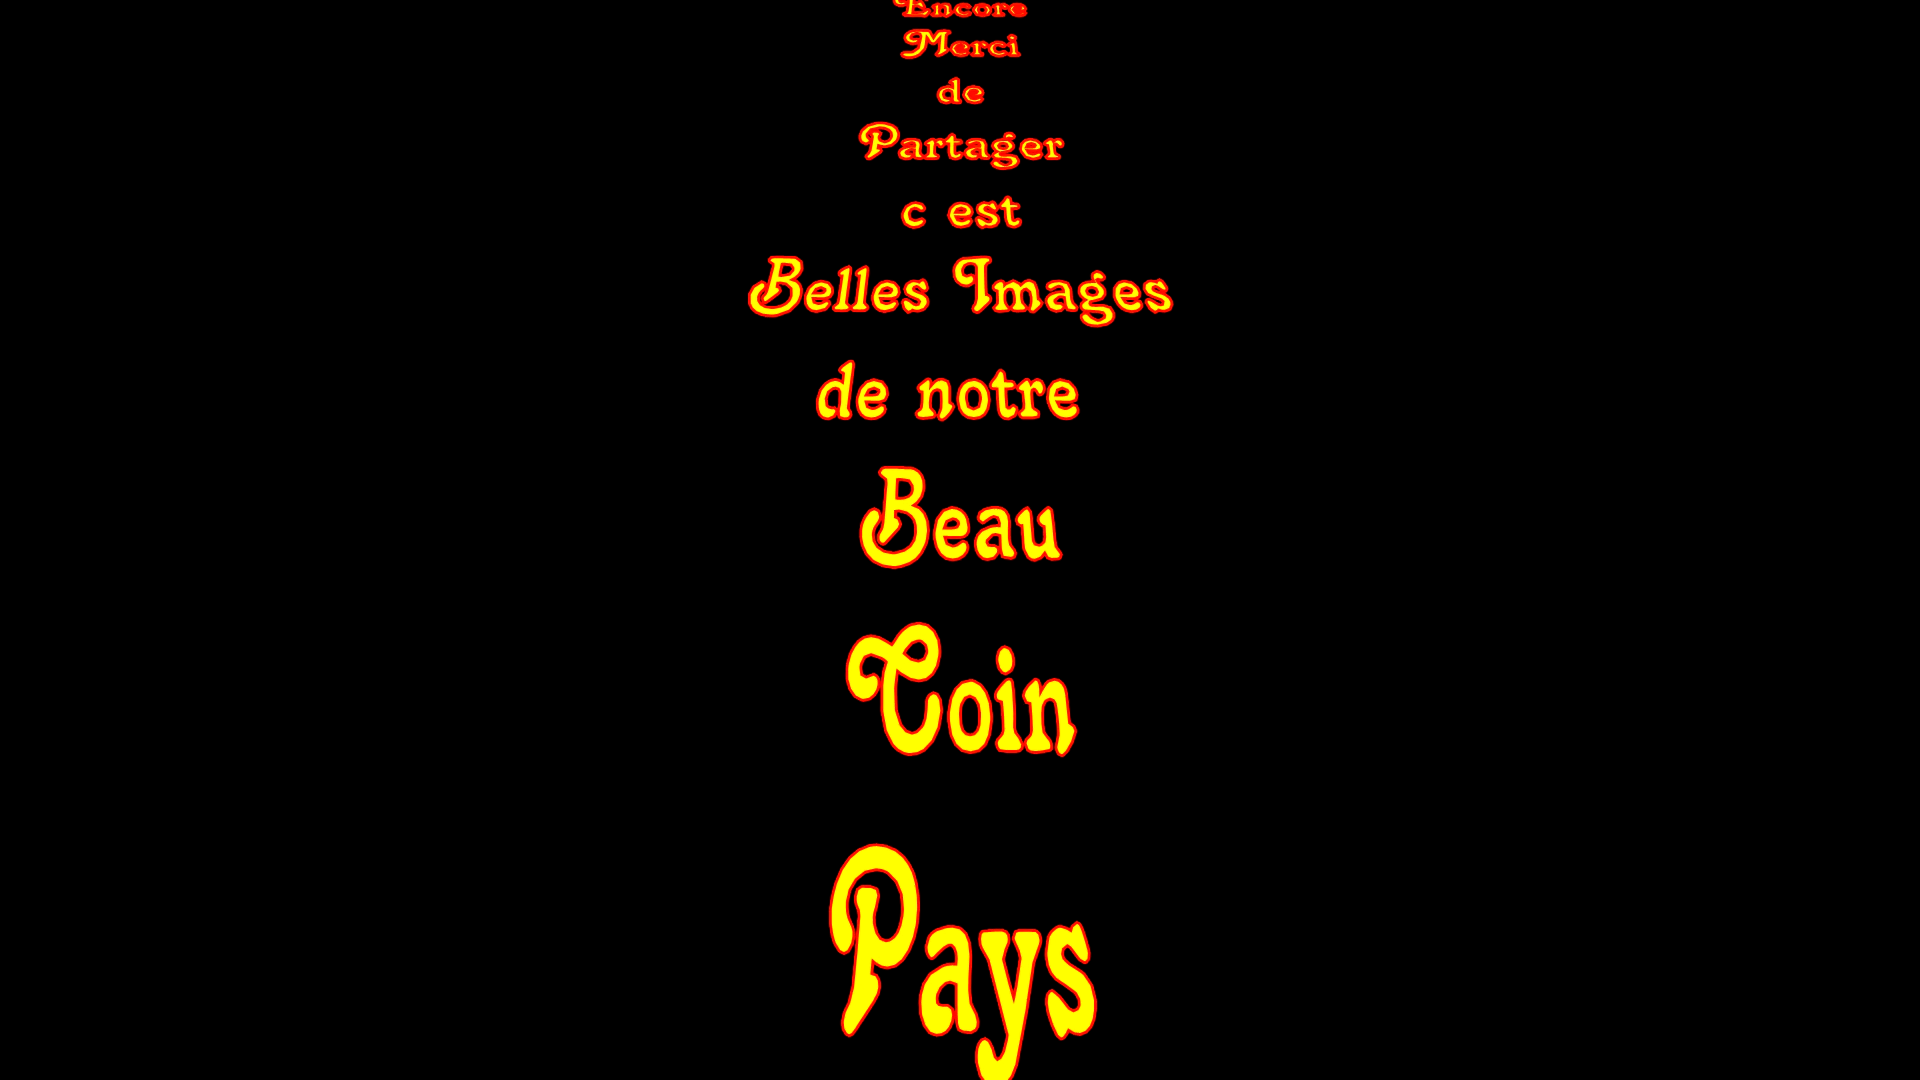 Encore
Merci
de
Partager
c est
Belles Images
de notre
Beau
Coin
Pays